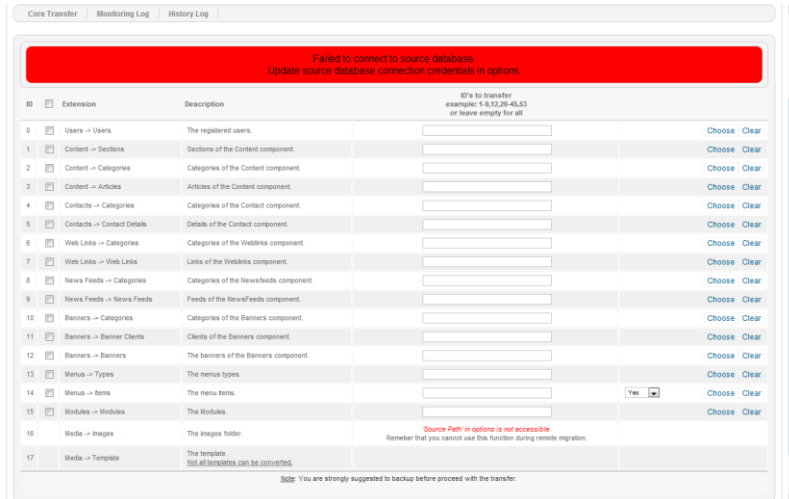 Core Transfer | Monitoring Log | History Log |
Failed to connect to source database.
Update source database connection credentials in options.
ID Extension Description ID's to transfer
example: 1-9,12,20-45,53
or leave empty for all
0 Users -> Users The registered users. Choose Clear
1 Content -> Sections Sections of the Content component. Choose Clear
2 Content -> Categories Categories of the Content component. Choose Clear
3 Content -> Articles Articles of the Content component. Choose Clear
4 Contacts -> Categories Categories of the Contact component. Choose Clear
5 Contacts -> Contact Details Details of the Contact component. Choose Clear
6 Web Links -> Categories Categories of the Weblinks component. Choose Clear
7 Web Links -> Web Links Links of the Weblinks component. Choose Clear
8 News Feeds -> Categories Categories of the Newsfeeds component. Choose Clear
9 News Feeds -> News Feeds Feeds of the NewsFeeds component. Choose Clear
10 Banners -> Categories Categories of the Banners component. Choose Clear
11 Banners -> Banner Clients Clients of the Banners component. Choose Clear
12 Banners -> Banners The banners of the Banners component. Choose Clear
13 Menus -> Types The menus types. Choose Clear
14 Menus -> Items The menu items. Yes Choose Clear
15 Modules -> Modules The Modules. Choose Clear
16 Media -> Images The images folder. 'Source Path' in options is not accessible.
Remeber that you cannot use this function during remote migration.
17 Media -> Template The template.
Not all templates can be converted.
Note: You are strongly suggested to backup before proceed with the transfer.